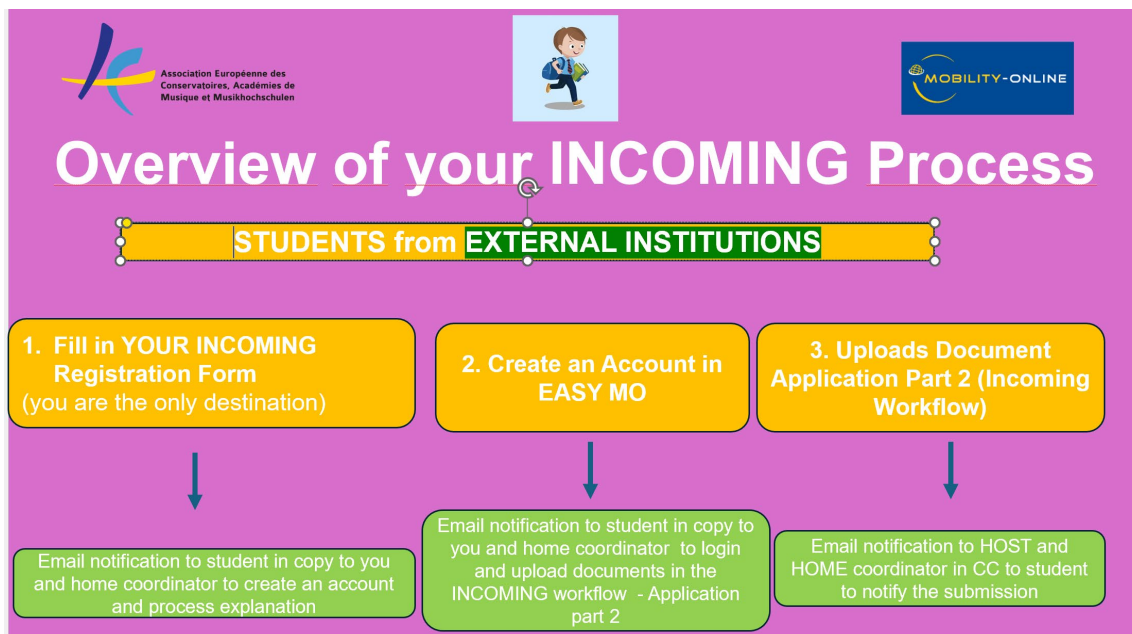 Association Européenne des
Conservatoires, Académies de
Musique et Musikhochschulen
MOBILITY-ONLINE
Overview of your INCOMING Process
STUDENTS from EXTERNAL INSTITUTIONS
1. Fill in YOUR INCOMING
Registration Form
(you are the only destination)
2. Create an Account in
EASY MO
3. Uploads Document
Application Part 2 (Incoming
Workflow)
Email notification to student in copy to you
and home coordinator to create an account
and process explanation
Email notification to student in copy to
you and home coordinator to login
and upload documents in the
INCOMING workflow - Application
part 2
Email notification to HOST and
HOME coordinator in CC to student
to notify the submission